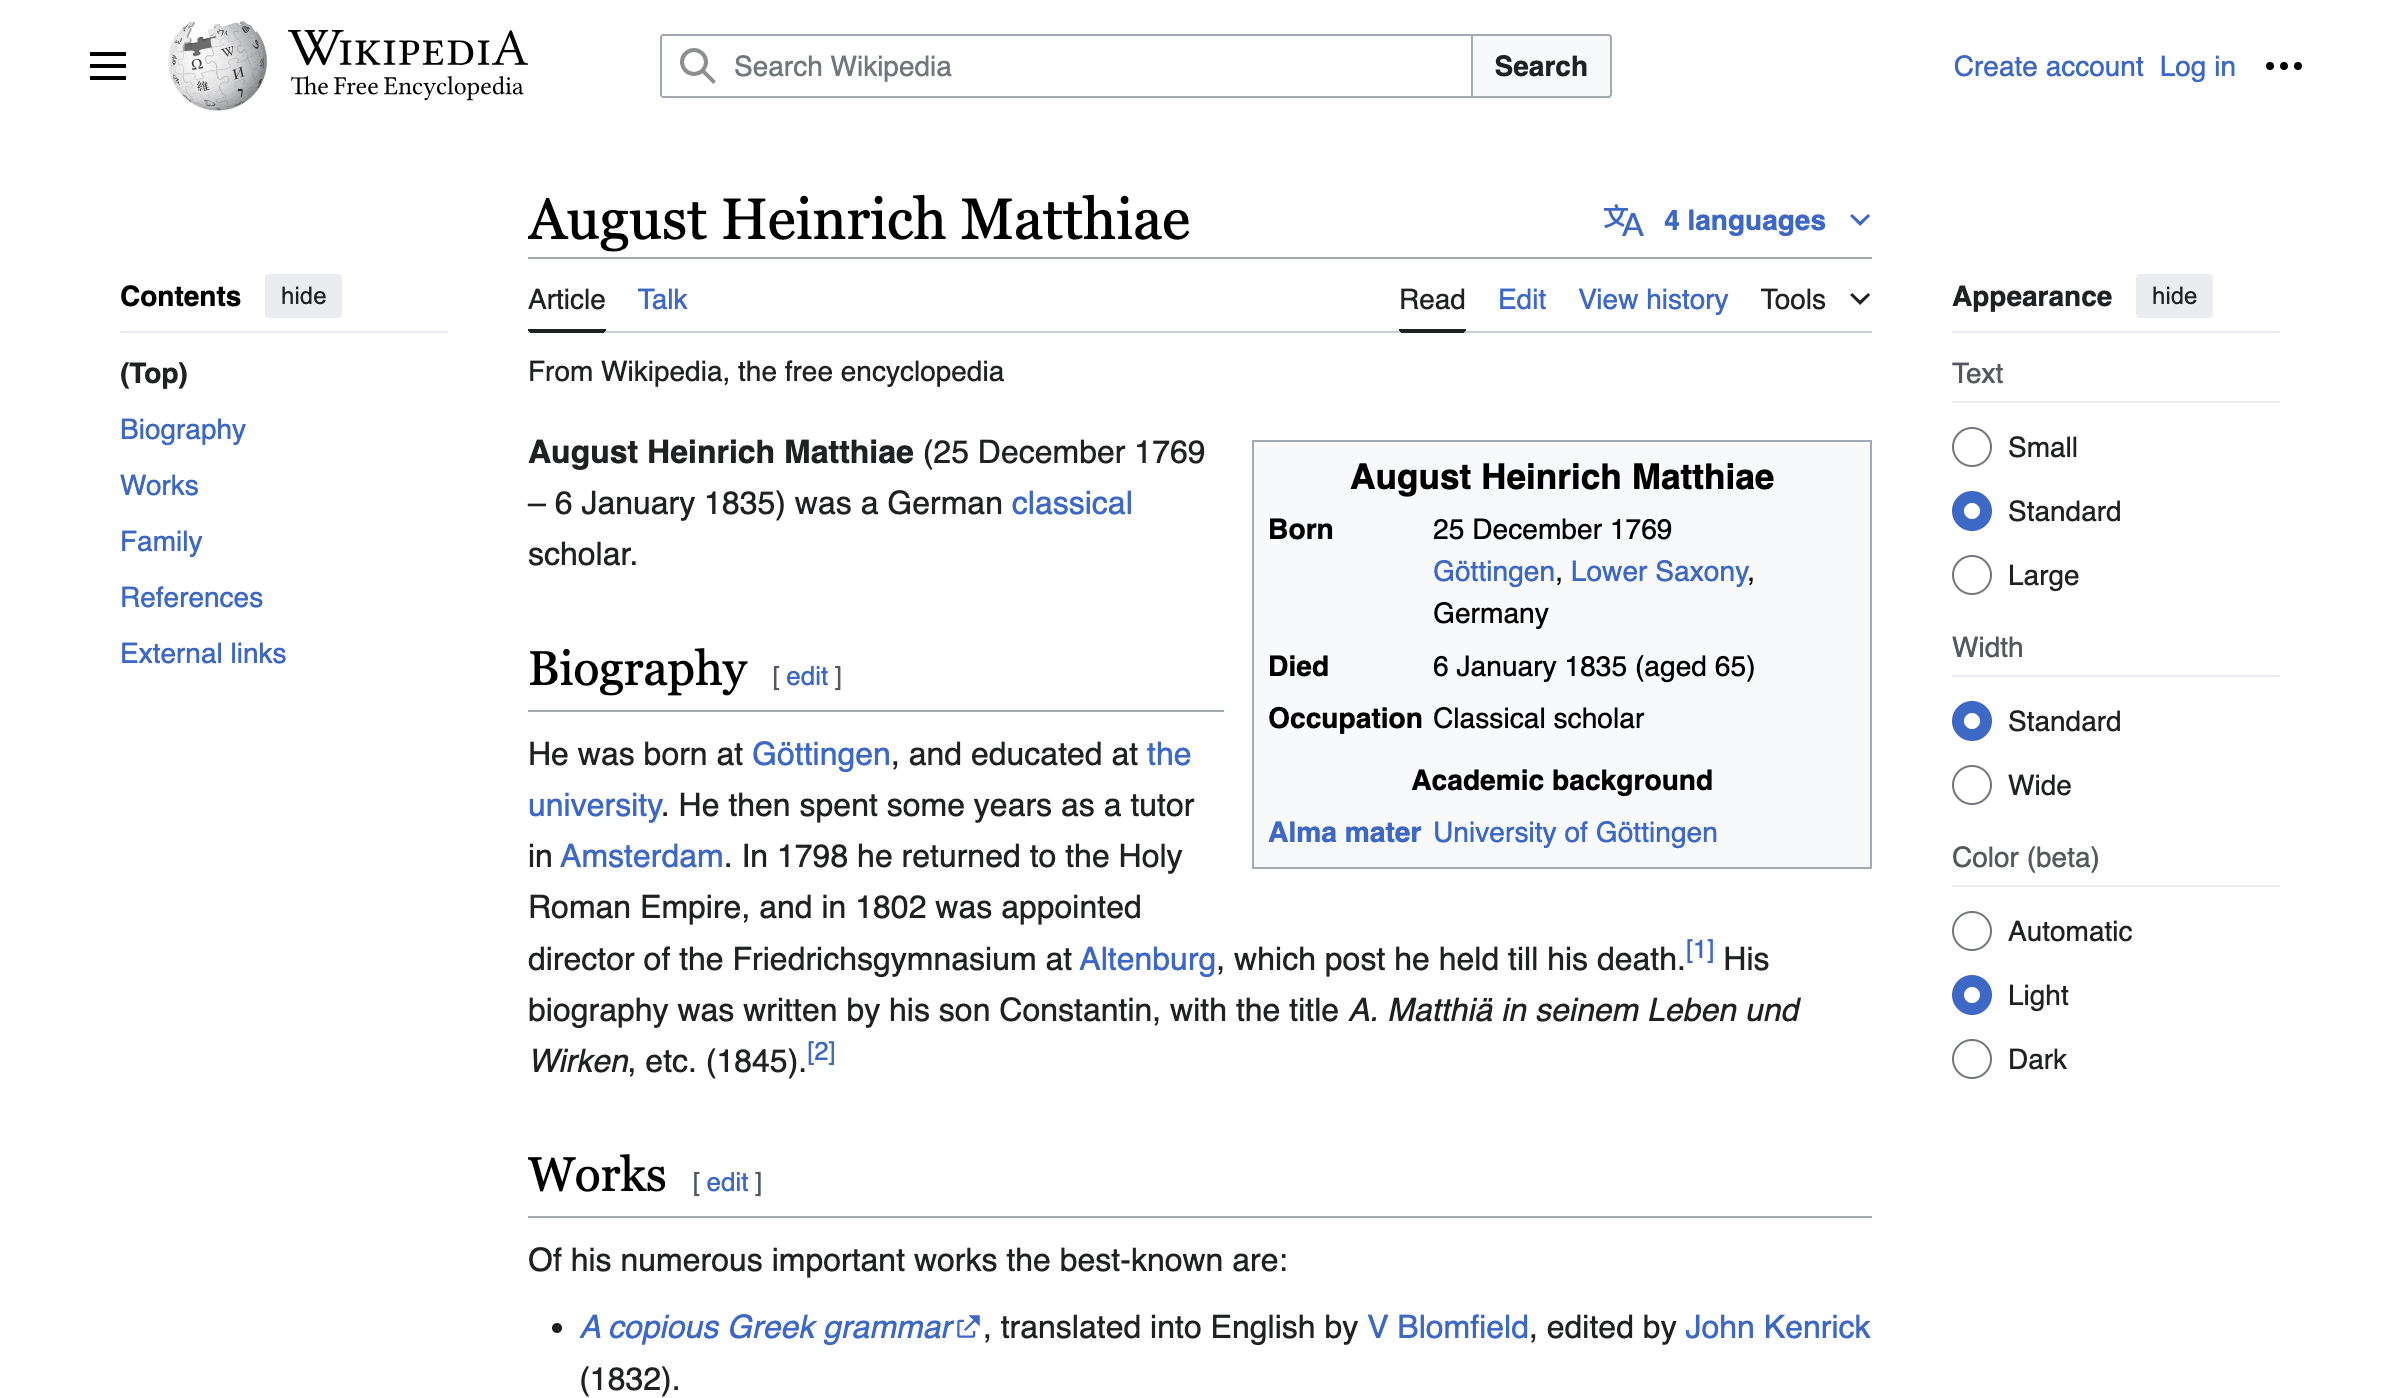 WIKIPEDIA
The Free Encyclopedia
Search Wikipedia
Search
Create account Log in
August Heinrich Matthiae
4 languages
Contents hide
(Top)
Biography
Works
Family
References
External links
Article Talk
Read Edit View history Tools
From Wikipedia, the free encyclopedia
August Heinrich Matthiae (25 December 1769
– 6 January 1835) was a German classical
scholar.
August Heinrich Matthiae
Born 25 December 1769
Göttingen, Lower Saxony,
Germany
Died 6 January 1835 (aged 65)
Occupation Classical scholar
Academic background
Alma mater University of Göttingen
Biography [ edit ]
He was born at Göttingen, and educated at the
university. He then spent some years as a tutor
in Amsterdam. In 1798 he returned to the Holy
Roman Empire, and in 1802 was appointed
director of the Friedrichsgymnasium at Altenburg, which post he held till his death.[1] His
biography was written by his son Constantin, with the title A. Matthiä in seinem Leben und
Wirken, etc. (1845).[2]
Works [ edit ]
Of his numerous important works the best-known are:
• A copious Greek grammar, translated into English by V Blomfield, edited by John Kenrick
(1832).
Appearance hide
Text
Small
Standard
Large
Width
Standard
Wide
Color (beta)
Automatic
Light
Dark